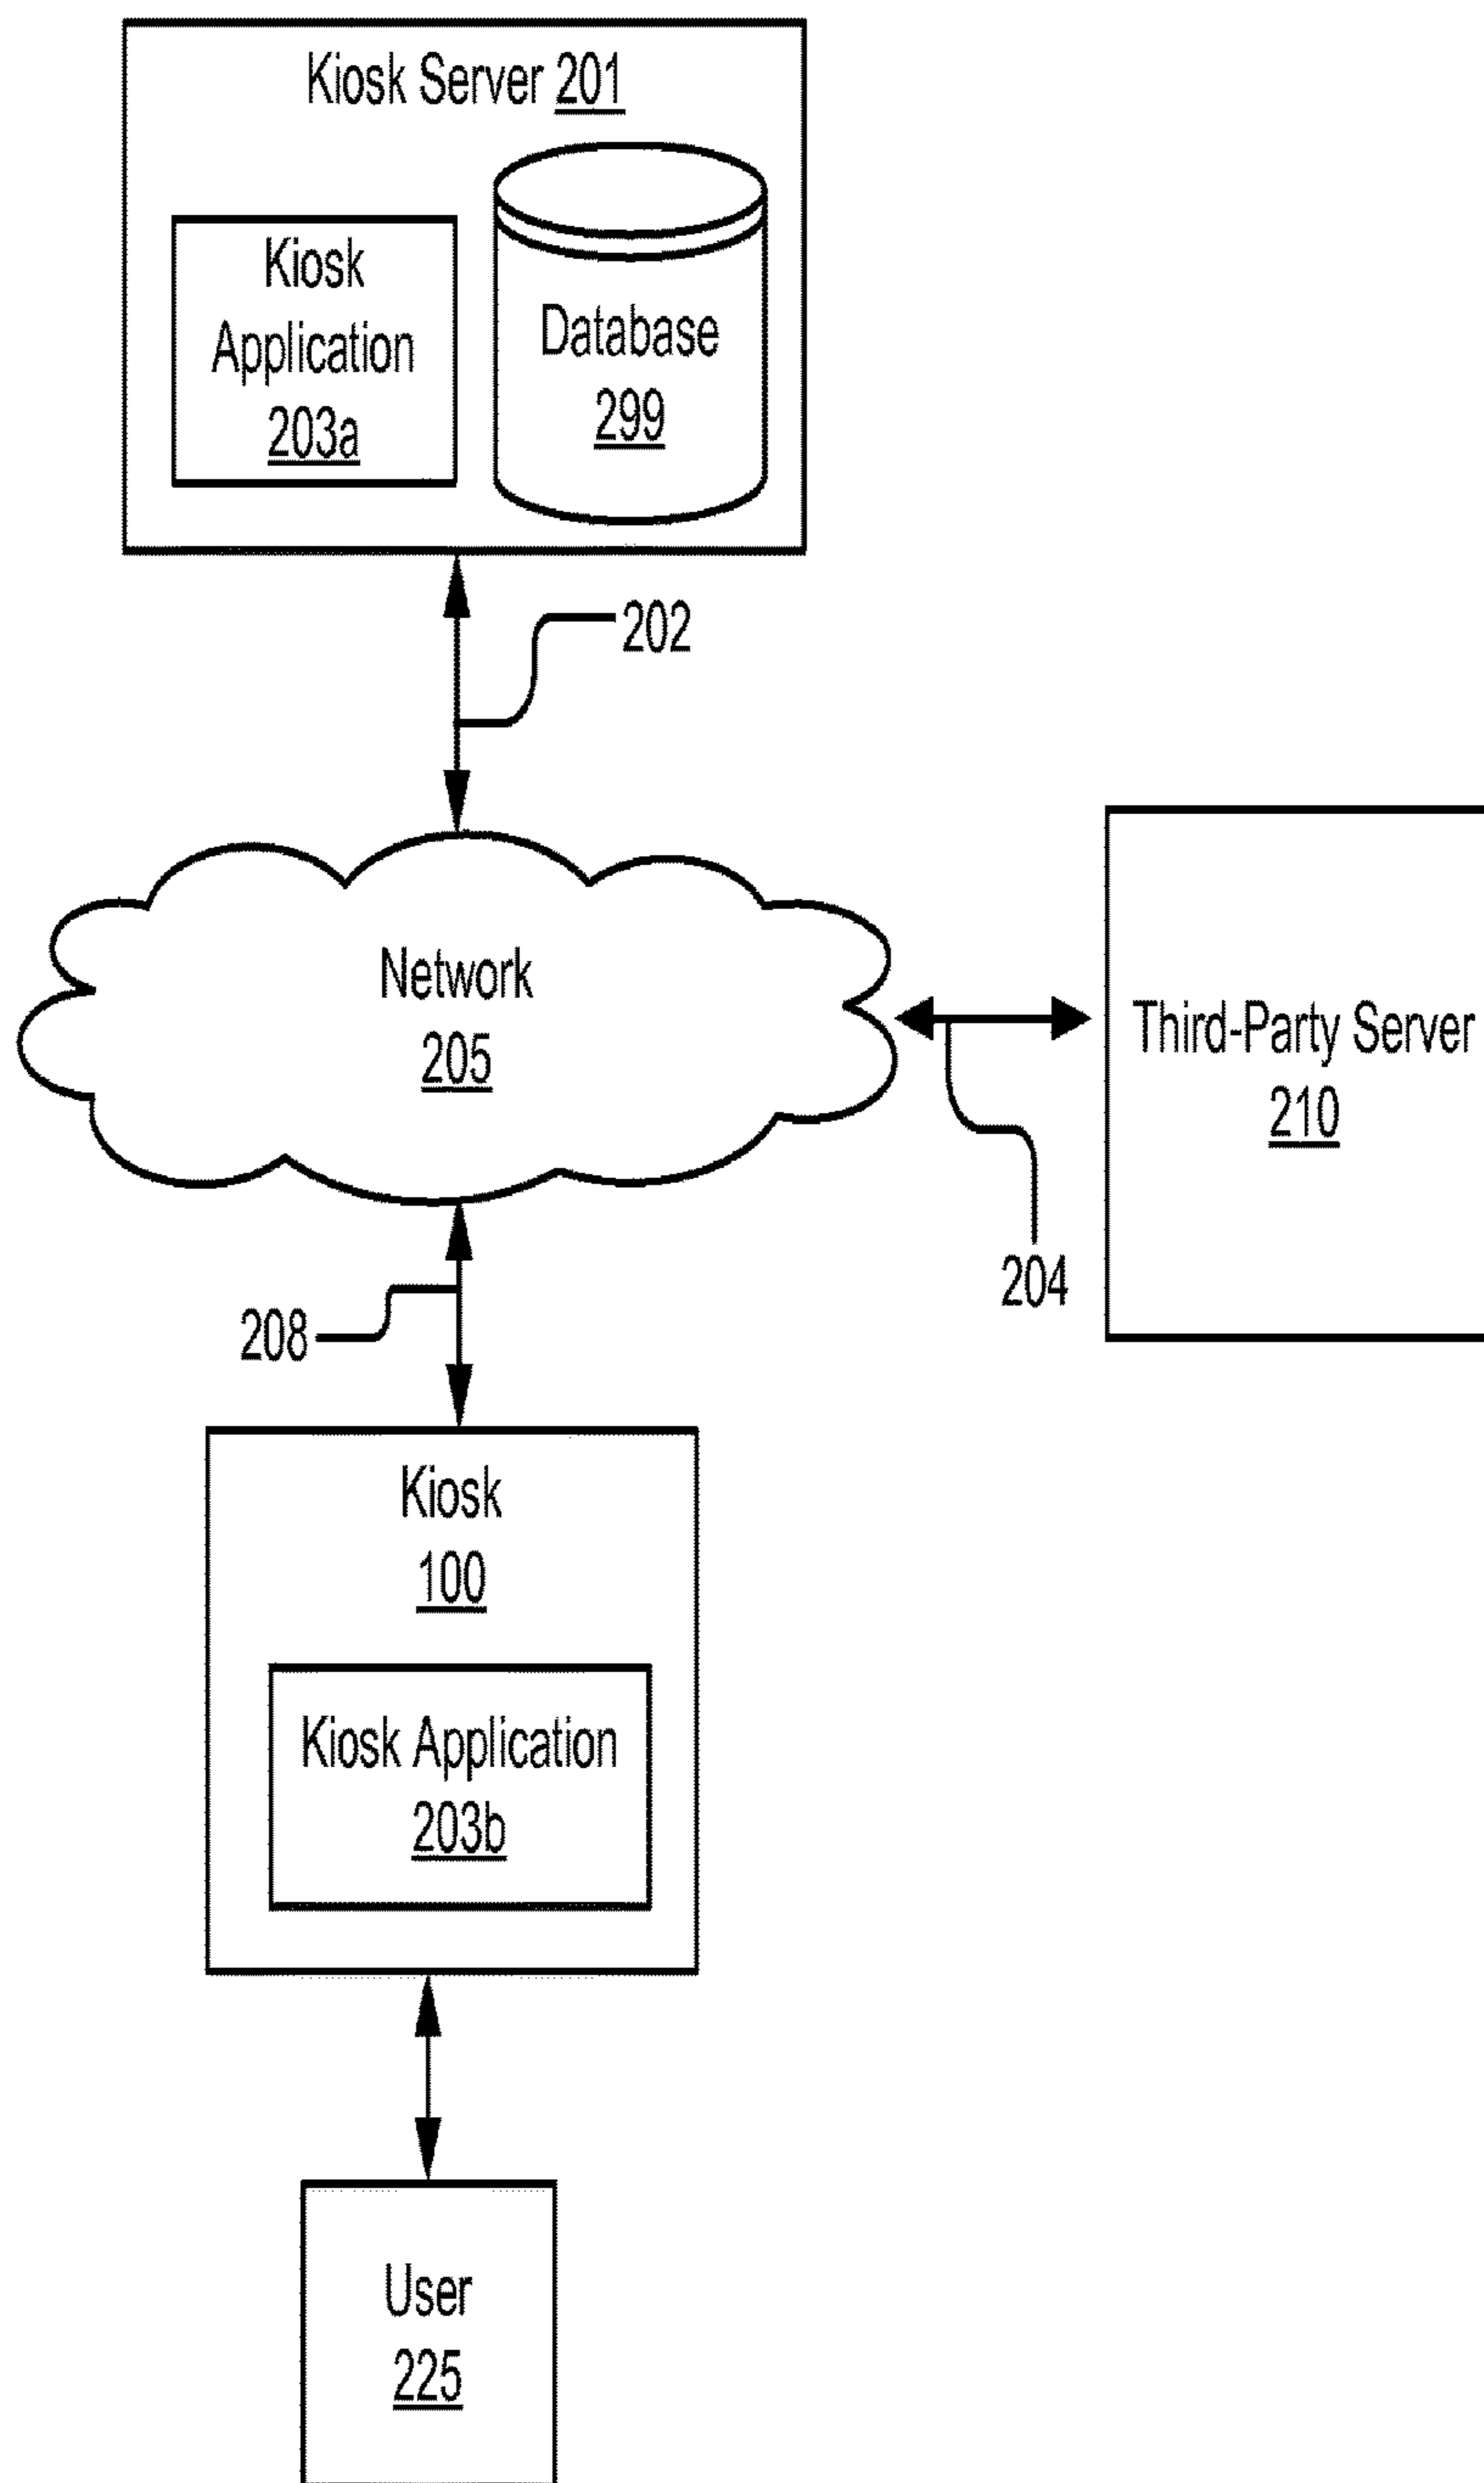 Kiosk Server 201
Kiosk
Application
203a
Database
299
202
Network
205
Third-Party Server
210
204
208
Kiosk
100
Kiosk Application
203b
User
225